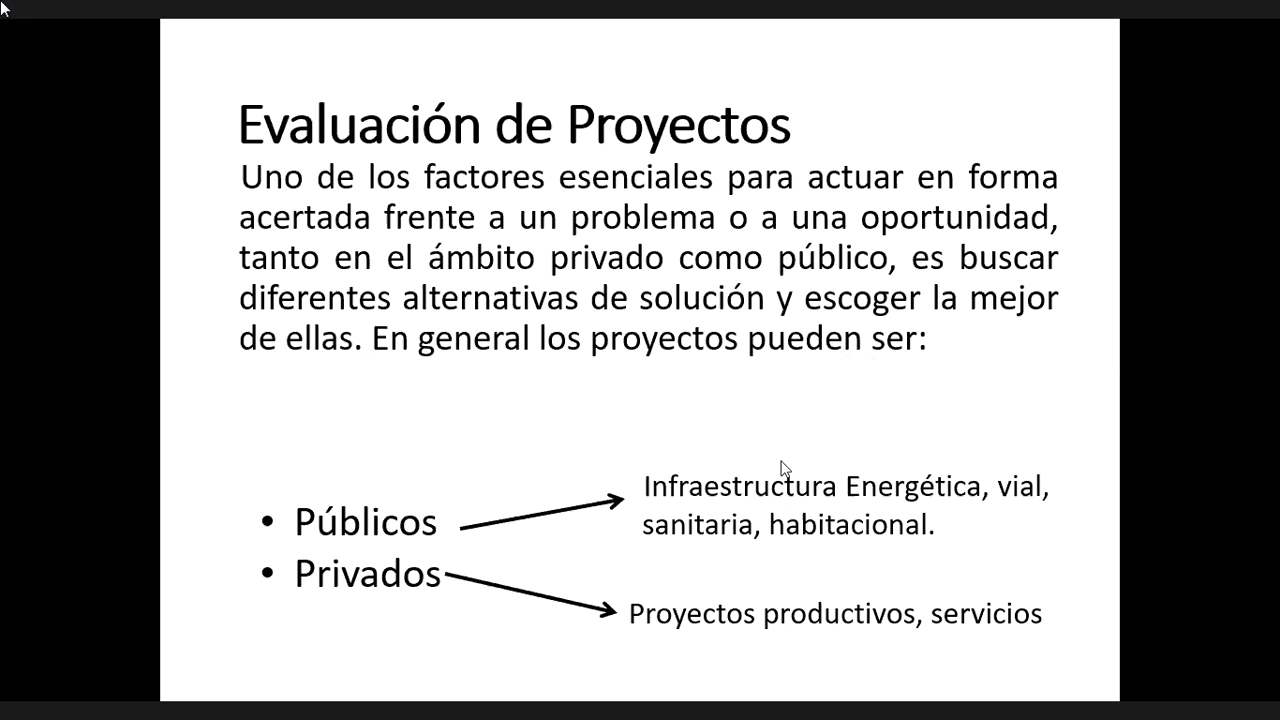 Evaluación de Proyectos
Uno de los factores esenciales para actuar en forma
acertada frente a un problema o a una oportunidad,
tanto en el ámbito privado como público, es buscar
diferentes alternativas de solución y escoger la mejor
de ellas. En general los proyectos pueden ser:
• Públicos
Infraestructura Energética, vial,
sanitaria, habitacional.
• Privados
Proyectos productivos, servicios